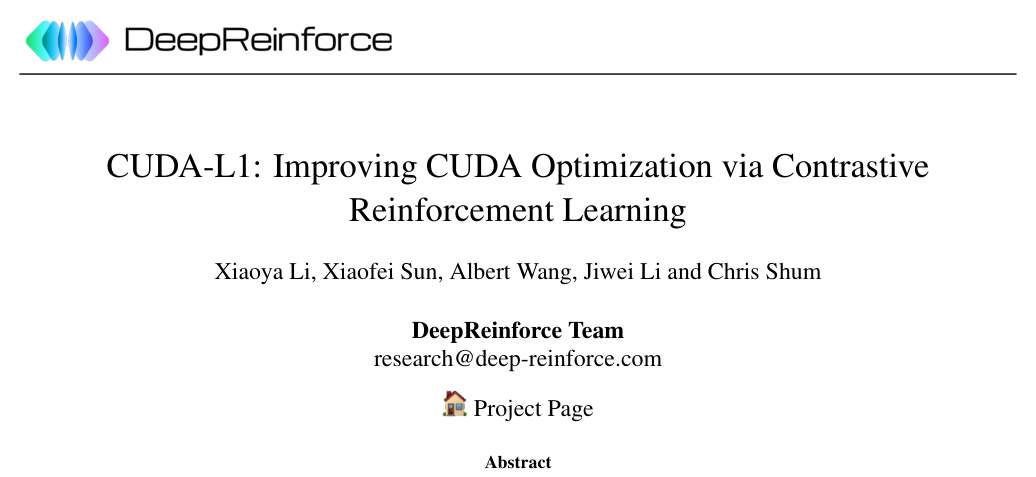 DeepReinforce
CUDA-L1: Improving CUDA Optimization via Contrastive
Reinforcement Learning
Xiaoya Li, Xiaofei Sun, Albert Wang, Jiwei Li and Chris Shum
DeepReinforce Team
research@deep-reinforce.com
Project Page
Abstract